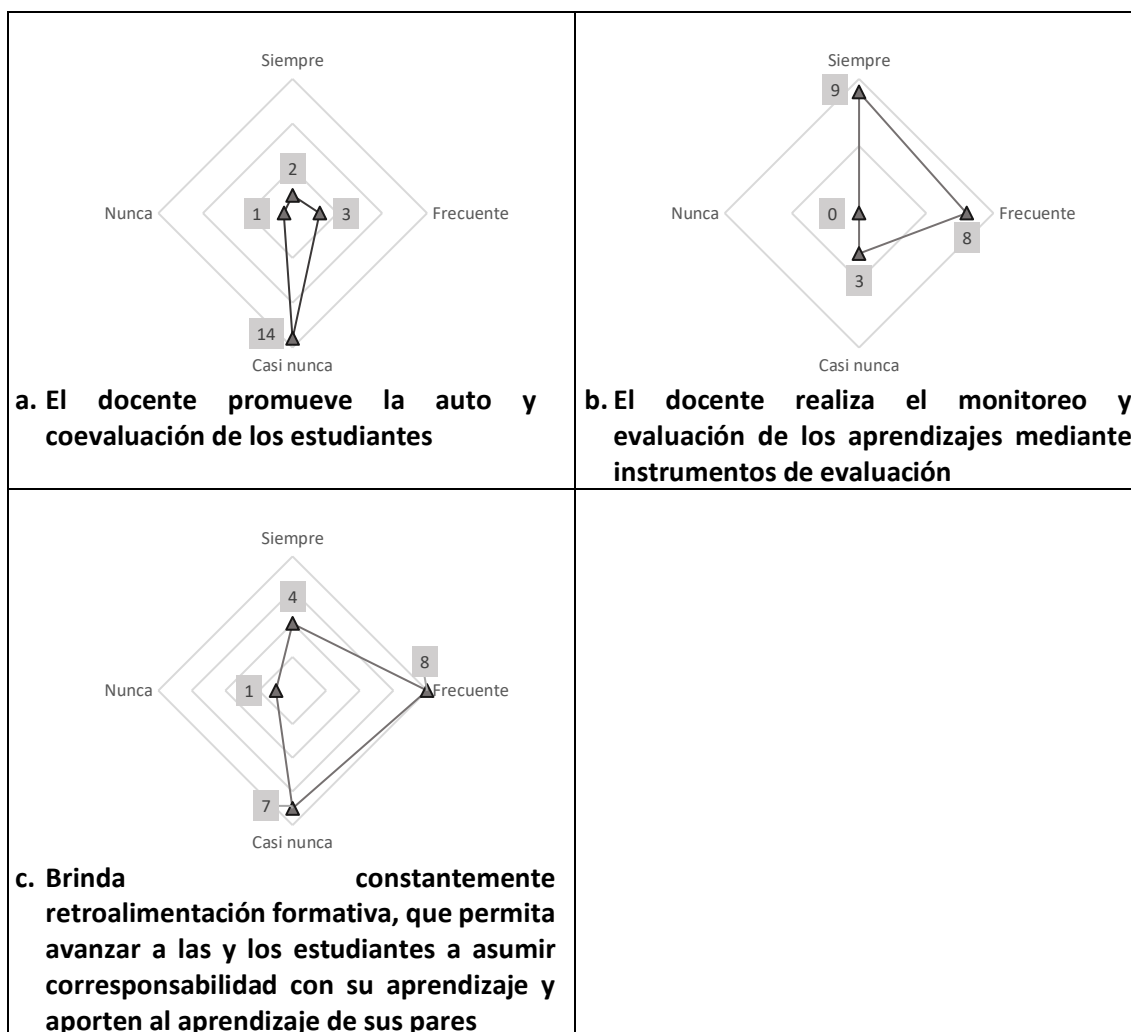 Siempre
2
Nunca
1
3
Frecuente
14
Casi nunca
a. El docente promueve la auto y
coevaluación de los estudiantes
Siempre
9
Nunca
0
Frecuente
8
3
Casi nunca
b. El docente realiza el monitoreo y
evaluación de los aprendizajes mediante
instrumentos de evaluación
Siempre
4
8
Nunca
1
Frecuente
7
Casi nunca
c. Brinda constantemente
retroalimentación formativa, que permita
avanzar a las y los estudiantes a asumir
corresponsabilidad con su aprendizaje y
aporten al aprendizaje de sus pares